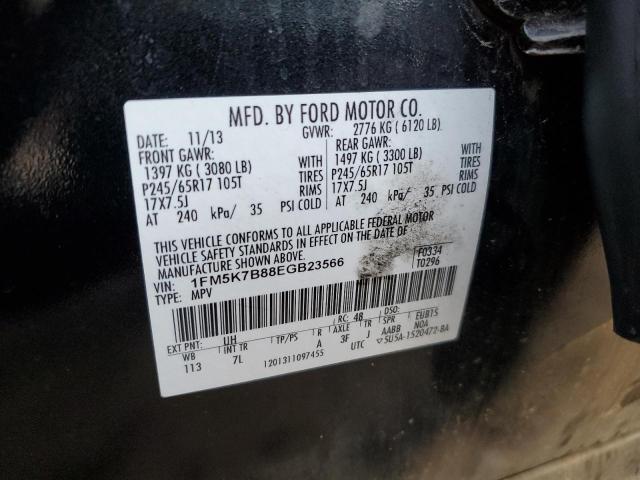 MFD. BY FORD MOTOR CO.
DATE: 11/13 GVWR: 2776 KG ( 6120 LB)
FRONT GAWR: REAR GAWR:
1397 KG ( 3080 LB) WITH 1497 KG ( 3300 LB) WITH
P245/65R17 105T TIRES P245/65R17 105T TIRES
17X7.5J RIMS 17X7.5J RIMS
AT 240 kPa/ 35 PSI COLD AT 240 kPa/ 35 PSI COLD
THIS VEHICLE CONFORMS TO ALL APPLICABLE FEDERAL MOTOR
VEHICLE SAFETY STANDARDS IN EFFECT ON THE DATE OF
MANUFACTURE SHOWN ABOVE.
VIN: 1FM5K7B88EGB23566
TYPE: MPV
F0334
T0296
EXT PNT: UH RC: 48
WB INT TR TP/PS R AXLE TR SPR EUBTS
113 7L A 3F J AABB N0A
1201311097455 UTC 5U5A-1520472-BA